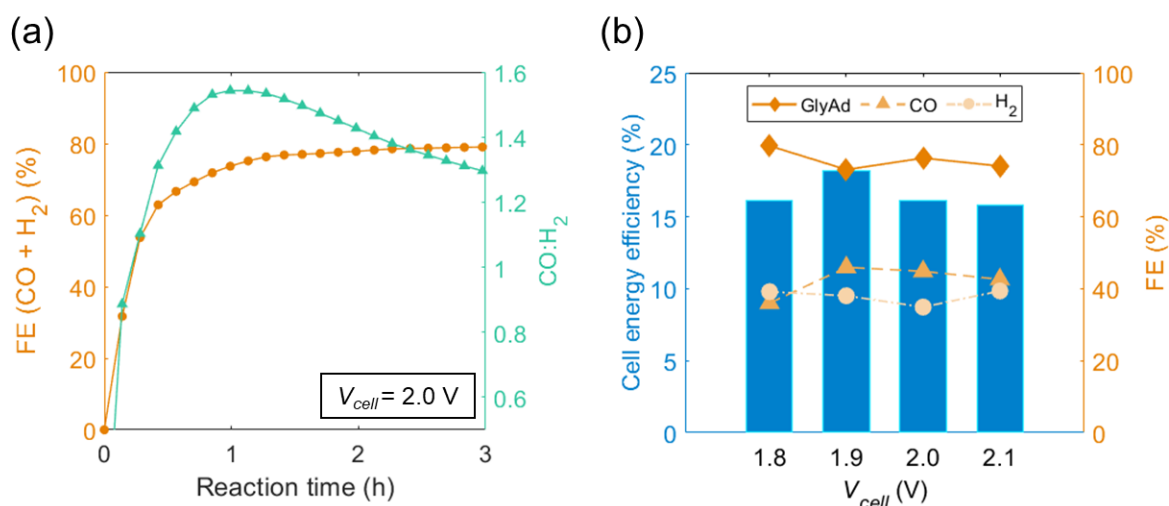 (a)
100
80
60
40
20
0
FE (CO + H2) (%)
1.6
1.4
1.2
1
0.8
0.6
CO:H2
Vcell = 2.0 V
0 1 2 3
Reaction time (h)
(b)
25
20
15
10
5
0
Cell energy efficiency (%)
GlyAd CO H2
100
80
60
40
20
0
FE (%)
1.8 1.9 2.0 2.1
Vcell (V)